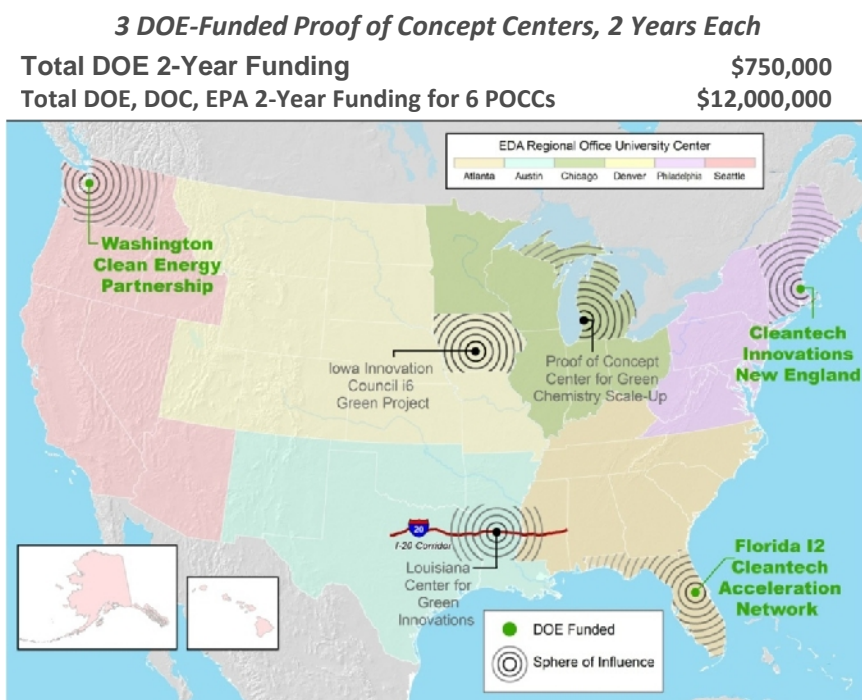 3 DOE-Funded Proof of Concept Centers, 2 Years Each
Total DOE 2-Year Funding $750,000
Total DOE, DOC, EPA 2-Year Funding for 6 POCCs $12,000,000
EDA Regional Office University Center
Atlanta Austin Chicago Denver Philadelphia Seattle
Washington
Clean Energy
Partnership
Cleantech
Innovations
New England
Iowa Innovation
Council i6
Green Project
Proof of Concept
Center for Green
Chemistry Scale-Up
20
I-20 Corridor
Louisiana
Center for
Green
Innovations
Florida I2
Cleantech
Acceleration
Network
DOE Funded
Sphere of Influence